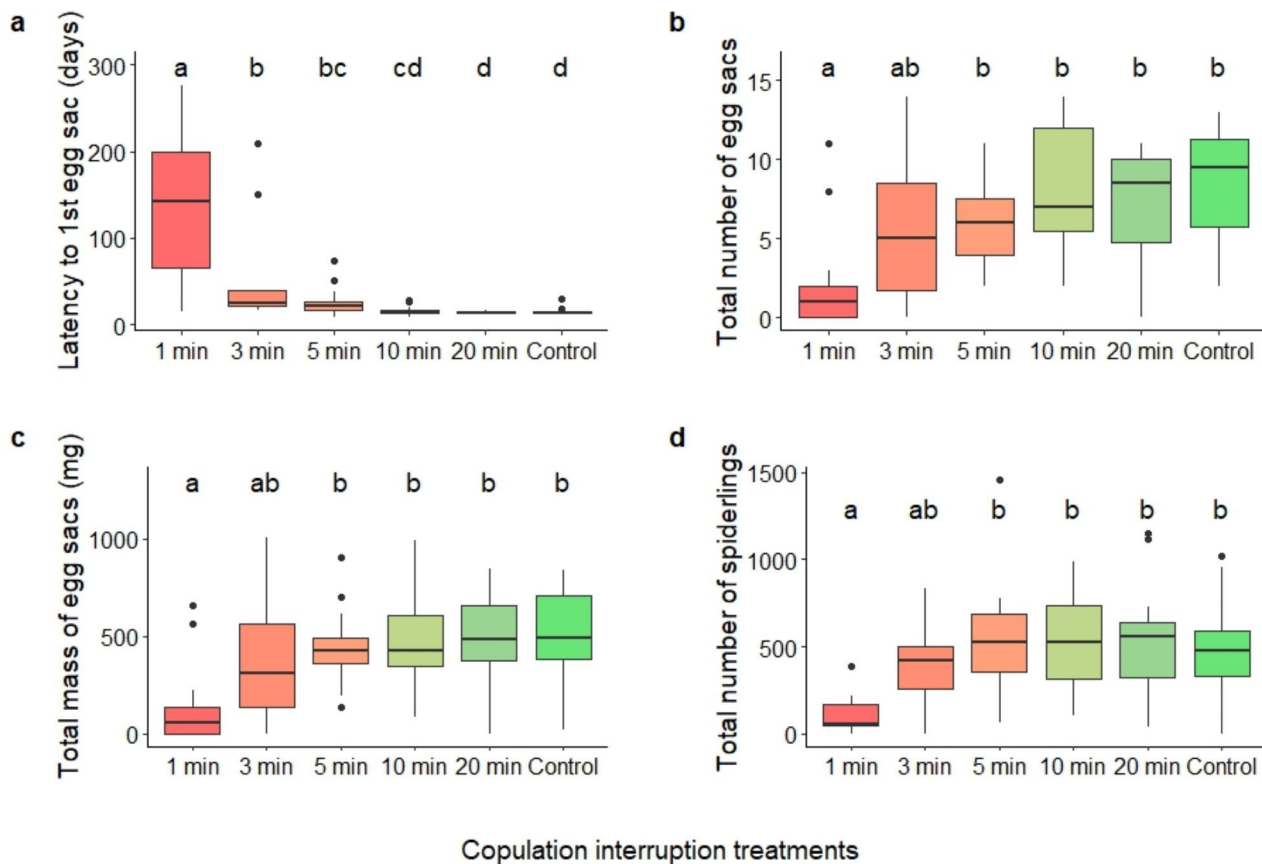 a
Latency to 1st egg sac (days)
300
200
100
0
a b bc cd d d
1 min 3 min 5 min 10 min 20 min Control
b
Total number of egg sacs
15
10
5
0
a ab b b b b
1 min 3 min 5 min 10 min 20 min Control
c
Total mass of egg sacs (mg)
1000
500
0
a ab b b b b
1 min 3 min 5 min 10 min 20 min Control
d
Total number of spiderlings
1500
1000
500
0
a ab b b b b
1 min 3 min 5 min 10 min 20 min Control
Copulation interruption treatments